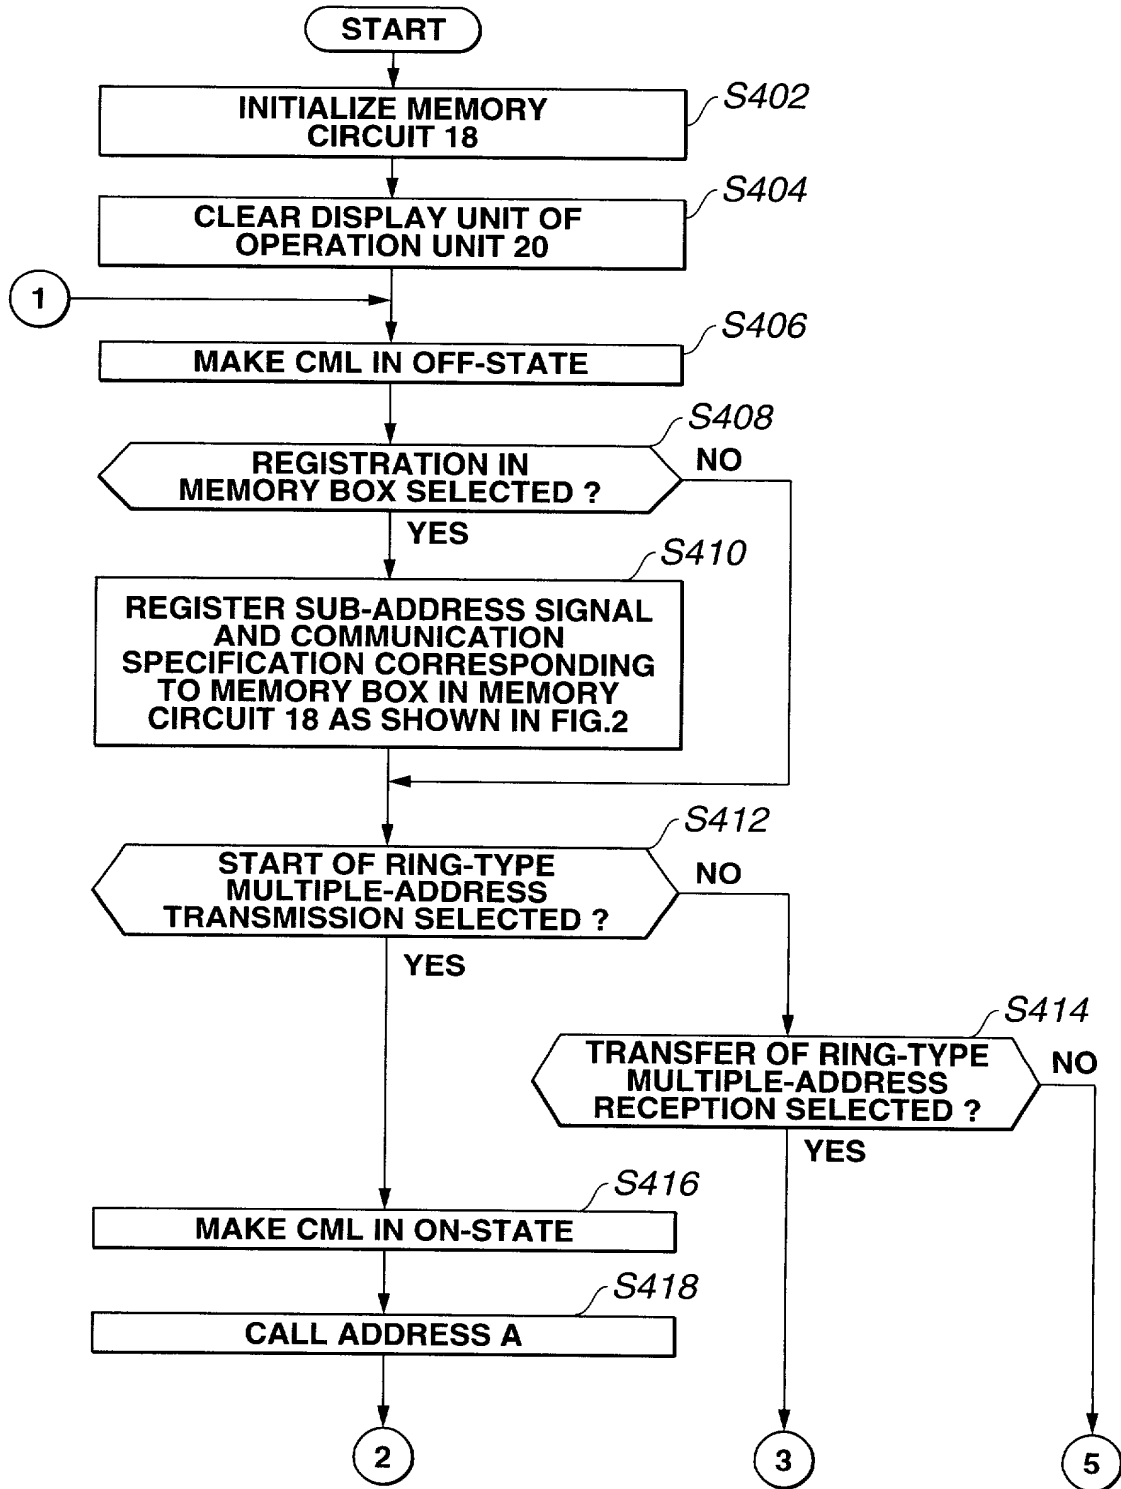 START
S402
INITIALIZE MEMORY
CIRCUIT 18
S404
CLEAR DISPLAY UNIT OF
OPERATION UNIT 20
1
S406
MAKE CML IN OFF-STATE
S408
REGISTRATION IN
MEMORY BOX SELECTED ?
NO
YES
S410
REGISTER SUB-ADDRESS SIGNAL
AND COMMUNICATION
SPECIFICATION CORRESPONDING
TO MEMORY BOX IN MEMORY
CIRCUIT 18 AS SHOWN IN FIG.2
S412
START OF RING-TYPE
MULTIPLE-ADDRESS
TRANSMISSION SELECTED ?
NO
YES
S414
TRANSFER OF RING-TYPE
MULTIPLE-ADDRESS
RECEPTION SELECTED ?
NO
YES
S416
MAKE CML IN ON-STATE
S418
CALL ADDRESS A
2
3
5